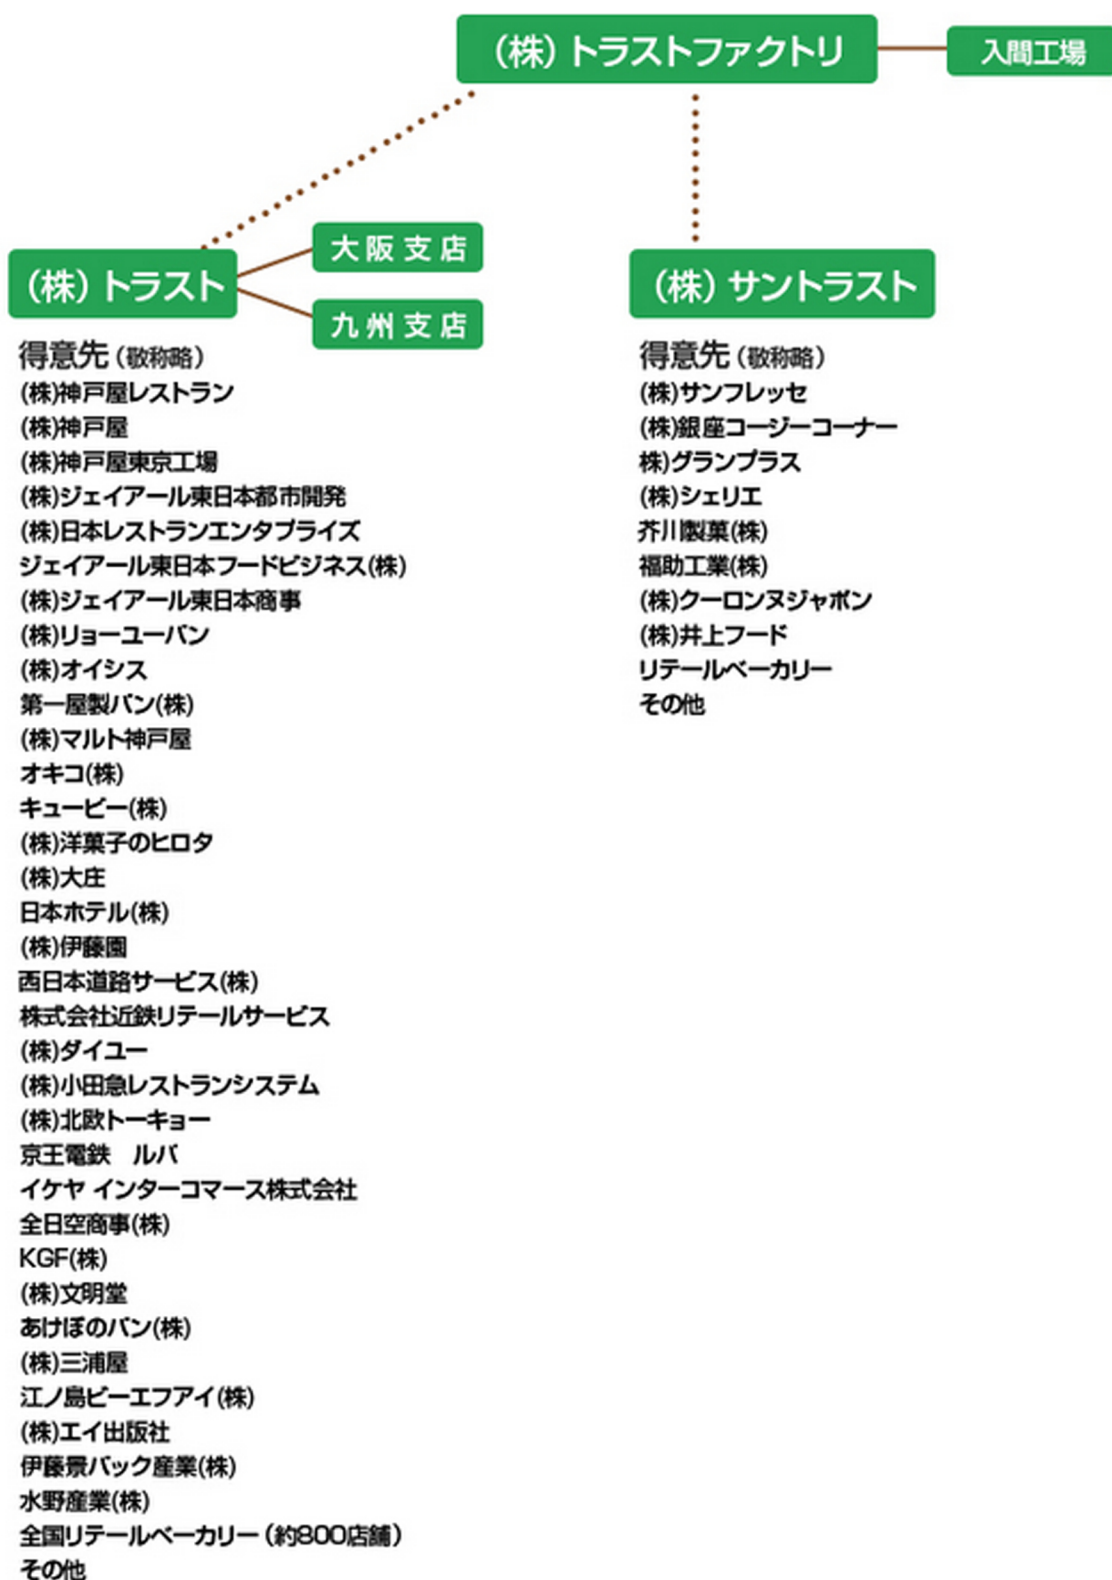 (株)トラストファクトリ
入間工場
(株)トラスト
大阪支店
九州支店
得意先(敬称略)
(株)神戸屋レストラン
(株)神戸屋
(株)神戸屋東京工場
(株)ジェイアール東日本都市開発
(株)日本レストランエンタプライズ
ジェイアール東日本フードビジネス(株)
(株)ジェイアール東日本商事
(株)リョーユーパン
(株)オイシス
第一屋製パン(株)
(株)マルト神戸屋
オキコ(株)
キューピー(株)
(株)洋菓子のヒロタ
(株)大庄
日本ホテル(株)
(株)伊藤園
西日本道路サービス(株)
株式会社近鉄リテールサービス
(株)ダイユー
(株)小田急レストランシステム
(株)北欧トーキョー
京王電鉄　ルパ
イケヤ インターコマース株式会社
全日空商事(株)
KGF(株)
(株)文明堂
あけぼのパン(株)
(株)三浦屋
江ノ島ビーエフアイ(株)
(株)エイ出版社
伊藤景パック産業(株)
水野産業(株)
全国リテールベーカリー(約800店舗)
その他
(株)サントラスト
得意先(敬称略)
(株)サンフレッセ
(株)銀座コージーコーナー
株)グランプラス
(株)シェリエ
芥川製菓(株)
福助工業(株)
(株)クーロンヌジャポン
(株)井上フード
リテールベーカリー
その他